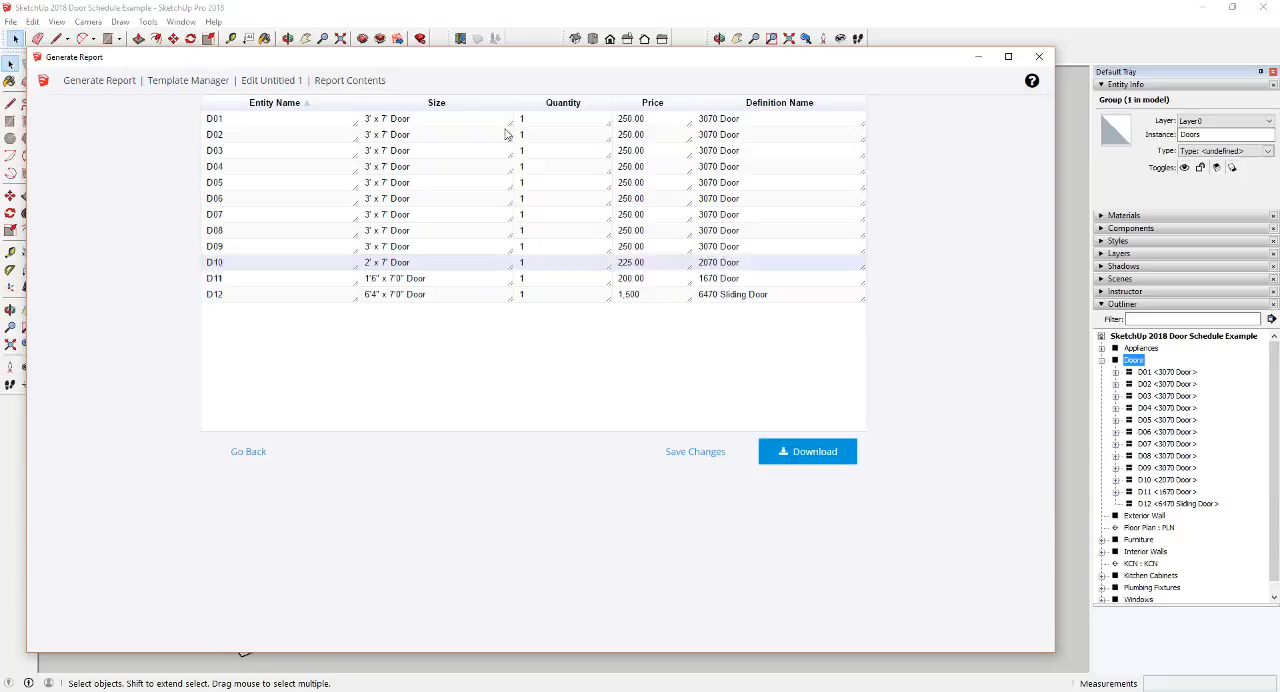 SketchUp 2018 Door Schedule Example - SketchUp Pro 2018
File Edit View Camera Draw Tools Window Help
Generate Report
Generate Report | Template Manager | Edit Untitled 1 | Report Contents
Entity Name Size Quantity Price Definition Name
D01 3' x 7' Door 1 250.00 3070 Door
D02 3' x 7' Door 1 250.00 3070 Door
D03 3' x 7' Door 1 250.00 3070 Door
D04 3' x 7' Door 1 250.00 3070 Door
D05 3' x 7' Door 1 250.00 3070 Door
D06 3' x 7' Door 1 250.00 3070 Door
D07 3' x 7' Door 1 250.00 3070 Door
D08 3' x 7' Door 1 250.00 3070 Door
D09 3' x 7' Door 1 250.00 3070 Door
D10 2' x 7' Door 1 225.00 2070 Door
D11 1'6" x 7'0" Door 1 200.00 1670 Door
D12 6'4" x 7'0" Door 1 1,500 6470 Sliding Door
Go Back Save Changes Download
Default Tray
Entity Info
Group (1 in model)
Layer: Layer0
Instance: Doors
Type: Type: <undefined>
Toggles:
Materials
Components
Styles
Layers
Shadows
Scenes
Instructor
Outliner
Filter:
SketchUp 2018 Door Schedule Example
Appliances
Doors
D01 <3070 Door>
D02 <3070 Door>
D03 <3070 Door>
D04 <3070 Door>
D05 <3070 Door>
D06 <3070 Door>
D07 <3070 Door>
D08 <3070 Door>
D09 <3070 Door>
D10 <2070 Door>
D11 <1670 Door>
D12 <6470 Sliding Door>
Exterior Wall
Floor Plan : PLN
Furniture
Interior Walls
KCN : KCN
Kitchen Cabinets
Plumbing Fixtures
Windows
Select objects. Shift to extend select. Drag mouse to select multiple. Measurements